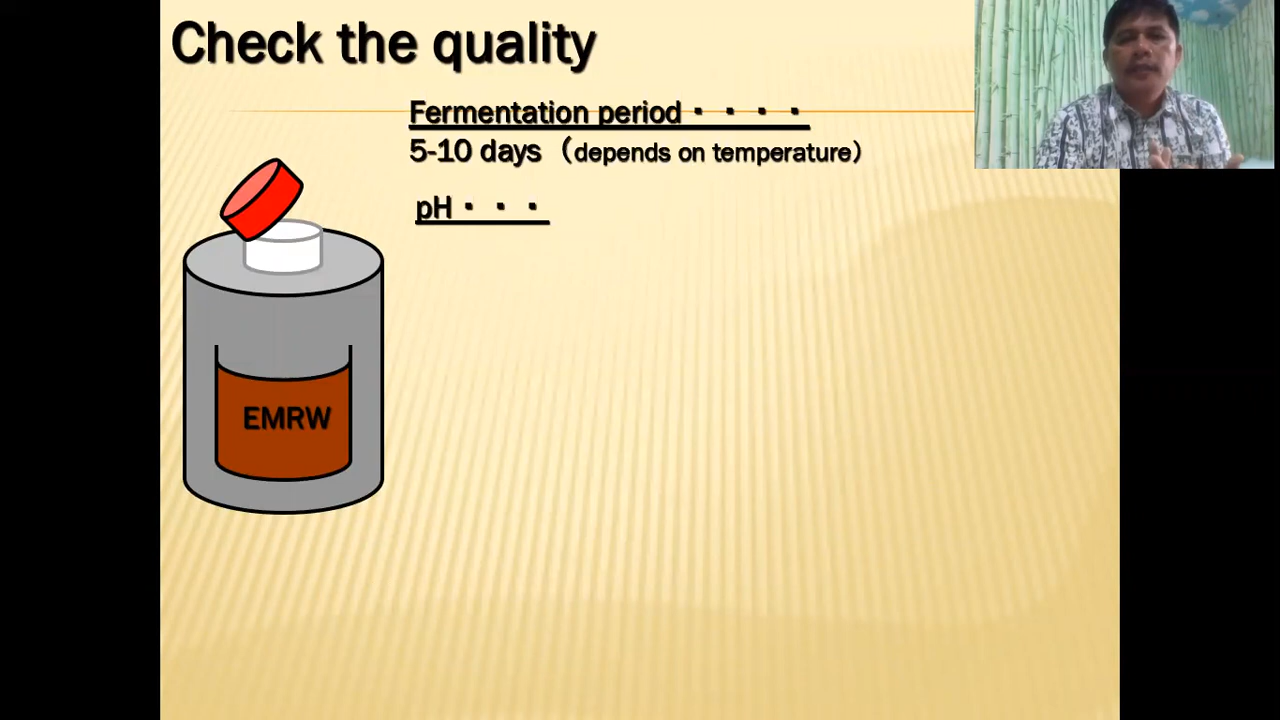 Check the quality
Fermentation period・・・・
5-10 days（depends on temperature）
pH・・・
EMRW